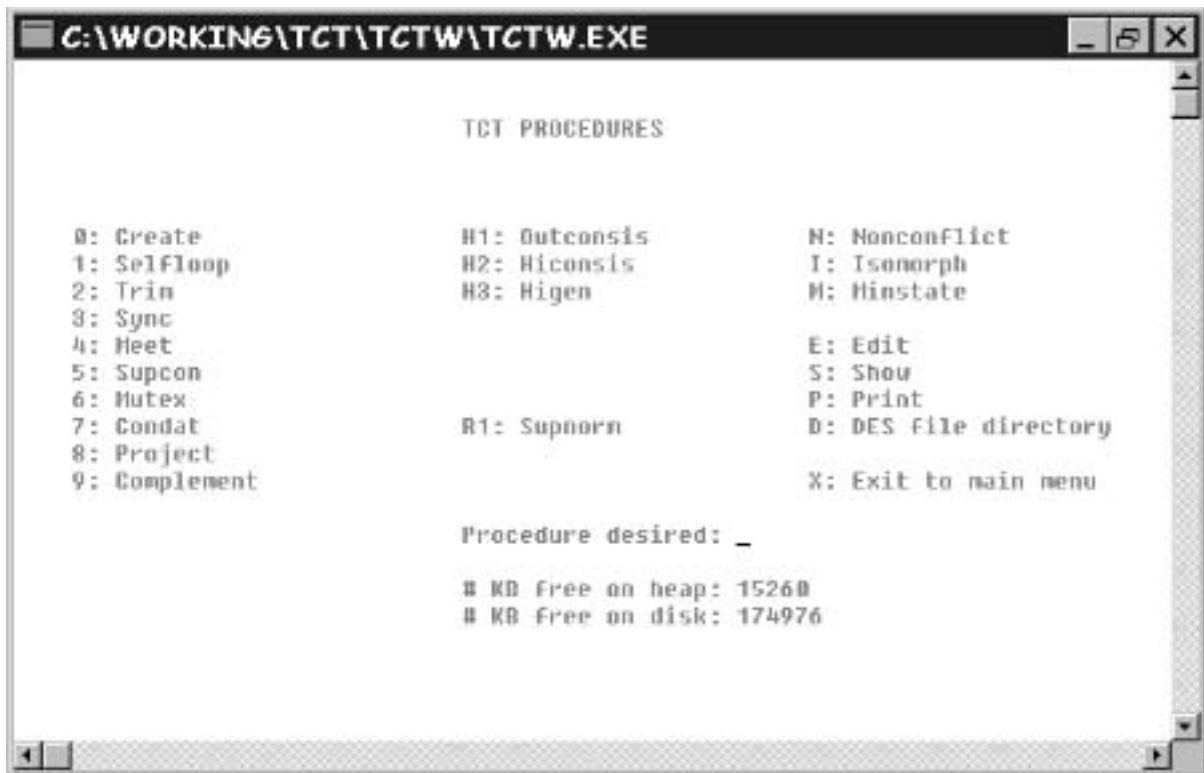 C:\WORKING\TCT\TCTW\TCTW.EXE
TCT PROCEDURES
0: Create H1: Outconsis N: Nonconflict
1: Selfloop H2: Hiconsis I: Isomorph
2: Trim H3: Higen M: Minstate
3: Sync
4: Meet E: Edit
5: Supcon S: Show
6: Mutex P: Print
7: Condat R1: Supnorm D: DES file directory
8: Project
9: Complement X: Exit to main menu
Procedure desired: _
# KB free on heap: 15260
# KB free on disk: 174976